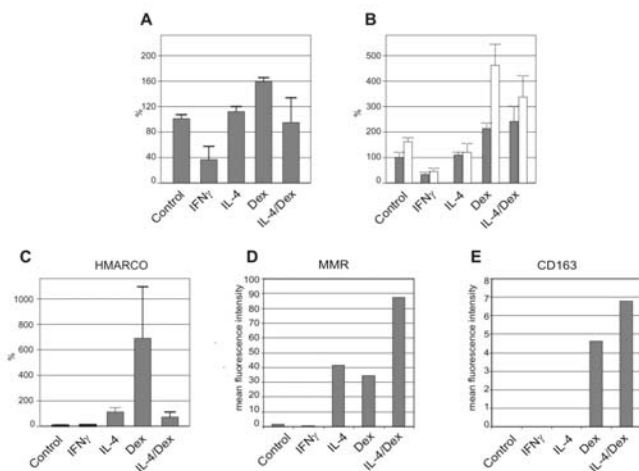 A
%
200
160
120
80
40
0
Control
IFNγ
IL-4
Dex
IL-4/Dex
B
%
500
400
300
200
100
0
Control
IFNγ
IL-4
Dex
IL-4/Dex
C
HMARCO
%
1000
800
600
400
200
0
Control
IFNγ
IL-4
Dex
IL-4/Dex
D
MMR
mean fluorescence intensity
100
90
80
70
60
50
40
30
20
10
0
Control
IFNγ
IL-4
Dex
IL-4/Dex
E
CD163
mean fluorescence intensity
8
7
6
5
4
3
2
1
0
Control
IFNγ
IL-4
Dex
IL-4/Dex